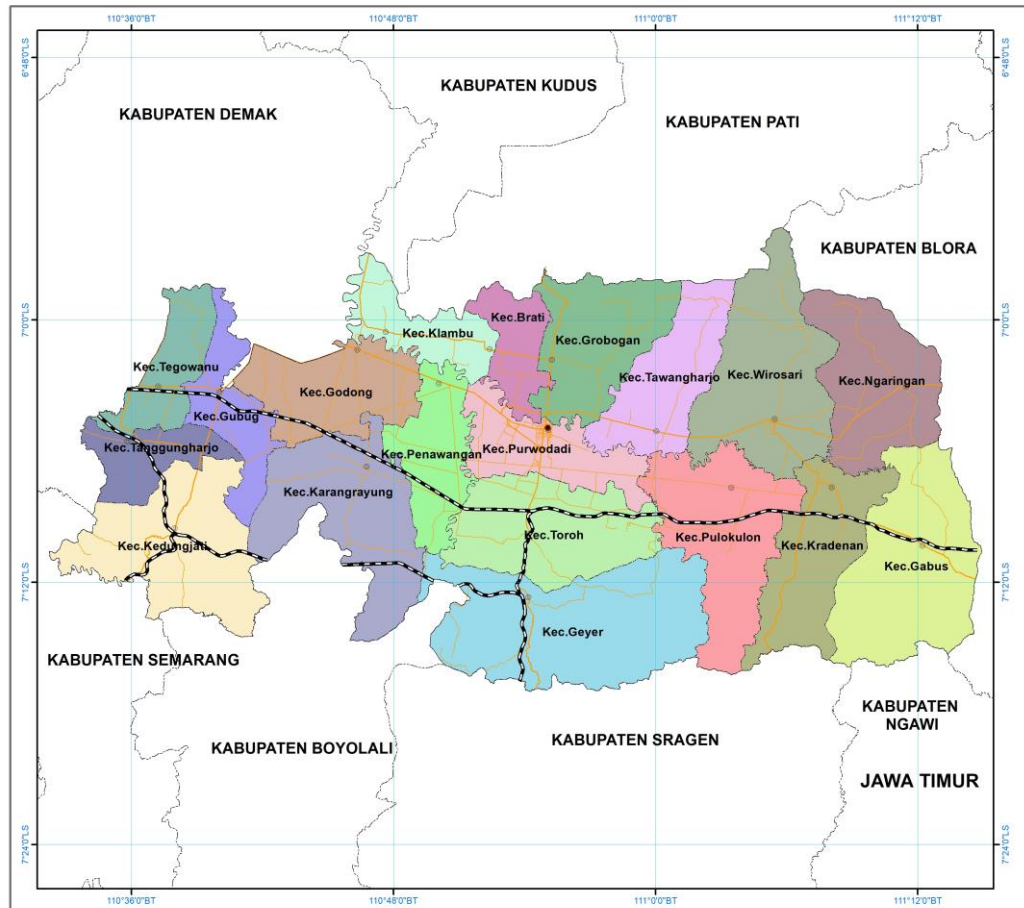 110°36'0"BT
110°48'0"BT
111°0'0"BT
111°12'0"BT
6°48'0"LS
6°48'0"LS
KABUPATEN KUDUS
KABUPATEN DEMAK
KABUPATEN PATI
KABUPATEN BLORA
7°0'0"LS
7°0'0"LS
Kec.Brati
Kec.Klambu
Kec.Grobogan
Kec.Tegowanu
Kec.Tawangharjo
Kec.Wirosari
Kec.Ngaringan
Kec.Godong
Kec.Gubug
Kec.Tanggungharjo
Kec.Penawangan
Kec.Purwodadi
Kec.Karangrayung
Kec.Toroh
Kec.Pulokulon
Kec.Kedungjati
Kec.Kradenan
Kec.Gabus
7°12'0"LS
7°12'0"LS
Kec.Geyer
KABUPATEN SEMARANG
KABUPATEN
NGAWI
KABUPATEN BOYOLALI
KABUPATEN SRAGEN
JAWA TIMUR
7°24'0"LS
7°24'0"LS
110°36'0"BT
110°48'0"BT
111°0'0"BT
111°12'0"BT